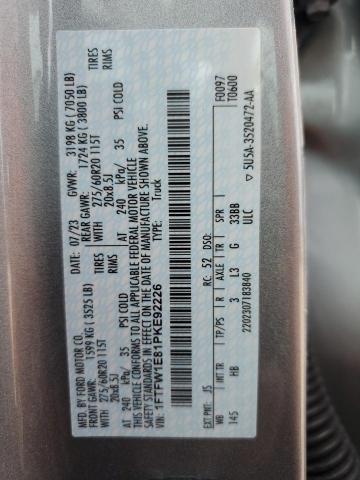 MFD. BY FORD MOTOR CO.
07/23 GVWR: 3198 KG ( 7050 LB)
FRONT GAWR: 1599 KG ( 3525 LB) REAR GAWR: 1724 KG ( 3800 LB)
WITH 275/60R20 115T TIRES WITH 275/60R20 115T TIRES
20x8.5J RIMS 20x8.5J RIMS
AT 240 kPa/ 35 PSI COLD AT 240 kPa/ 35 PSI COLD
THIS VEHICLE CONFORMS TO ALL APPLICABLE FEDERAL MOTOR VEHICLE
SAFETY STANDARDS IN EFFECT ON THE DATE OF MANUFACTURE SHOWN ABOVE.
VIN: 1FTFW1E81PKE92226 TYPE: Truck
F0097
T0600
EXT PNT: JS RC: 52 DSO:
WB INT TR TP/PS R AXLE TR SPR
145 HB 3 L3 G 33BB
2202307183840 ULC
▽ 5U5A-3520472-AA